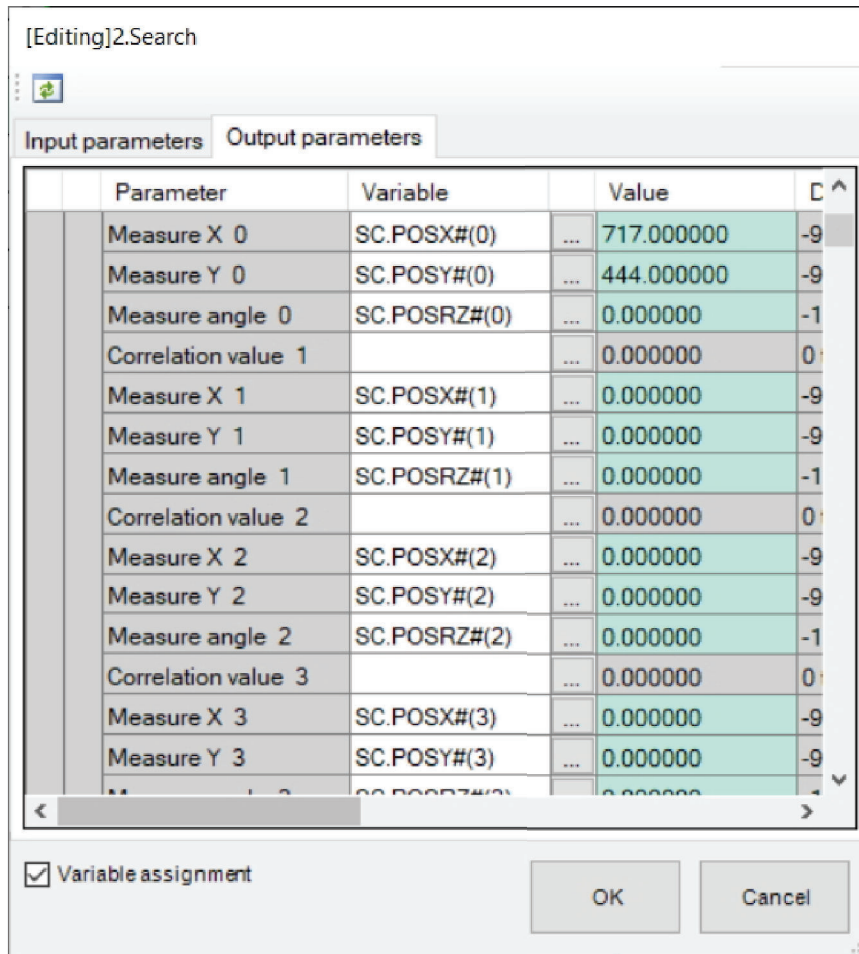 [Editing]2.Search
Input parameters Output parameters
Parameter Variable Value
Measure X 0 SC.POSX#(0) ... 717.000000 -9
Measure Y 0 SC.POSY#(0) ... 444.000000 -9
Measure angle 0 SC.POSRZ#(0) ... 0.000000 -1
Correlation value 1 ... 0.000000 0
Measure X 1 SC.POSX#(1) ... 0.000000 -9
Measure Y 1 SC.POSY#(1) ... 0.000000 -9
Measure angle 1 SC.POSRZ#(1) ... 0.000000 -1
Correlation value 2 ... 0.000000 0
Measure X 2 SC.POSX#(2) ... 0.000000 -9
Measure Y 2 SC.POSY#(2) ... 0.000000 -9
Measure angle 2 SC.POSRZ#(2) ... 0.000000 -1
Correlation value 3 ... 0.000000 0
Measure X 3 SC.POSX#(3) ... 0.000000 -9
Measure Y 3 SC.POSY#(3) ... 0.000000 -9
Variable assignment
OK Cancel